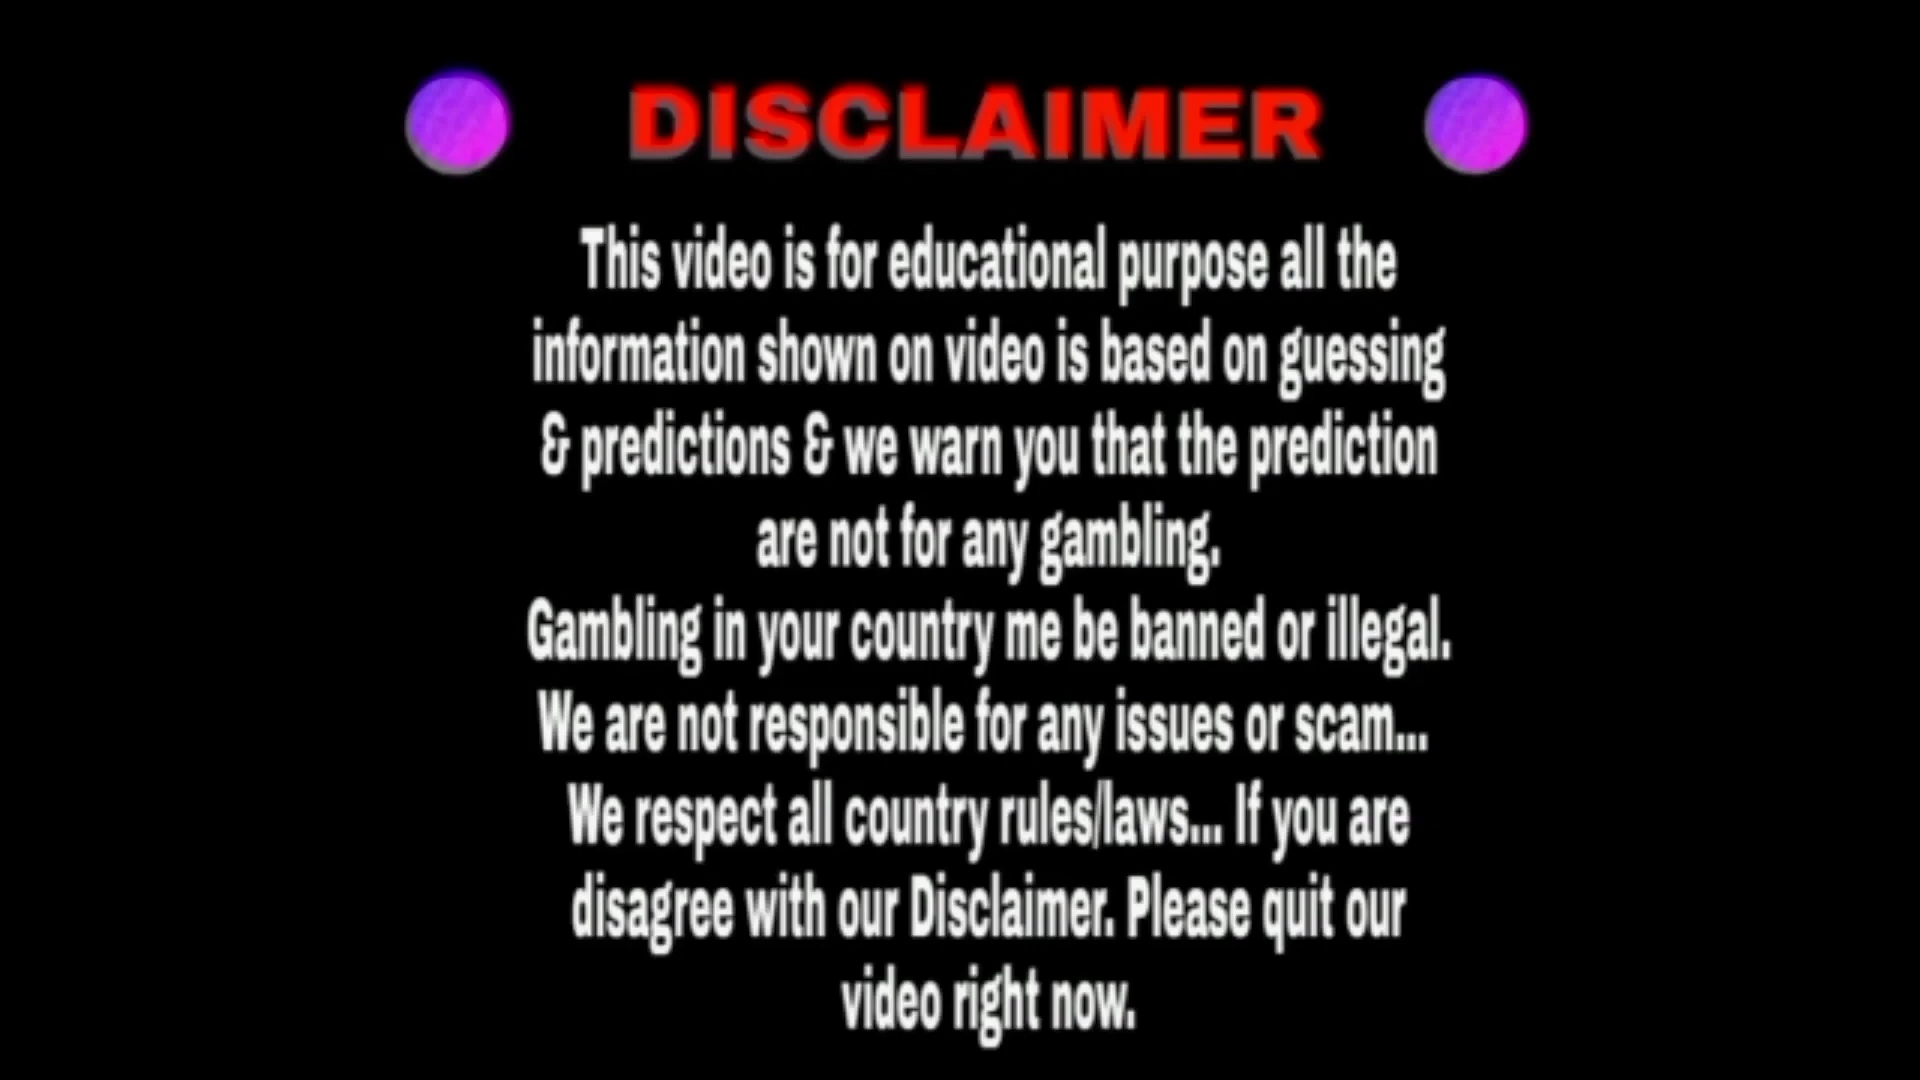 DISCLAIMER
This video is for educational purpose all the
information shown on video is based on guessing
& predictions & we warn you that the prediction
are not for any gambling.
Gambling in your country me be banned or illegal.
We are not responsible for any issues or scam...
We respect all country rules/laws... If you are
disagree with our Disclaimer. Please quit our
video right now.